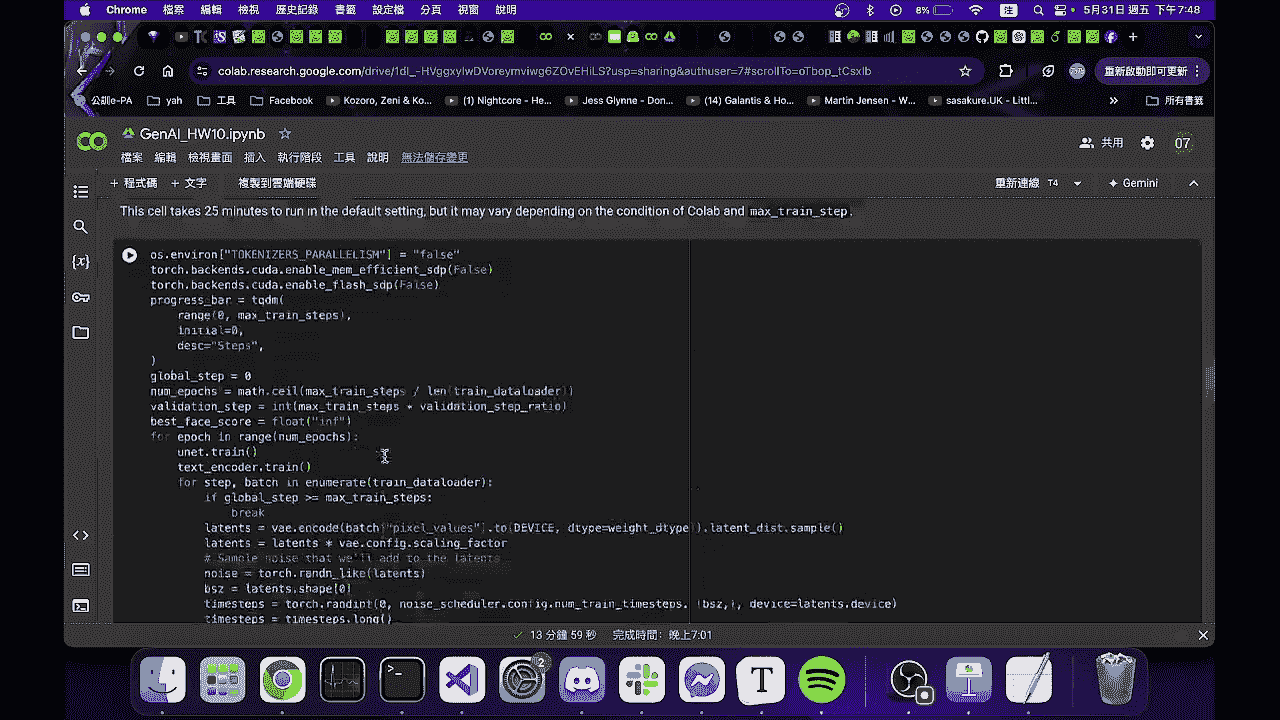 Chrome 檔案 編輯 檢視 歷史記錄 書籤 設定檔 分頁 視窗 說明 8% 注 5月31日 週五 下午7:48
重新啟動即可更新
公訓e-PA yah 工具 Facebook Kozoro, Zeni & Ko... (1) Nightcore - He... Jess Glynne - Don... (14) Galantis & Ho... Martin Jensen - W... sasakure.UK - Littl... » 所有書籤
GenAI_HW10.ipynb
共用 07
檔案 編輯 檢視畫面 插入 執行階段 工具 說明 無法儲存變更
+ 程式碼 + 文字 複製到雲端硬碟 重新連線 T4 Gemini
This cell takes 25 minutes to run in the default setting, but it may vary depending on the condition of Colab and max_train_step.
os.environ["TOKENIZERS_PARALLELISM"] = "false"
torch.backends.cuda.enable_mem_efficient_sdp(False)
torch.backends.cuda.enable_flash_sdp(False)
progress_bar = tqdm(
range(0, max_train_steps),
initial=0,
desc="Steps",
)
global_step = 0
num_epochs = math.ceil(max_train_steps / len(train_dataloader))
validation_step = int(max_train_steps * validation_step_ratio)
best_face_score = float("inf")
for epoch in range(num_epochs):
unet.train()
text_encoder.train()
for step, batch in enumerate(train_dataloader):
if global_step >= max_train_steps:
break
latents = vae.encode(batch["pixel_values"].to(DEVICE, dtype=weight_dtype)).latent_dist.sample()
latents = latents * vae.config.scaling_factor
# Sample noise that we'll add to the latents
noise = torch.randn_like(latents)
bsz = latents.shape[0]
timesteps = torch.randint(0, noise_scheduler.config.num_train_timesteps, (bsz,), device=latents.device)
timesteps = timesteps.long()
✓ 13 分鐘 59 秒 完成時間：晚上7:01
2